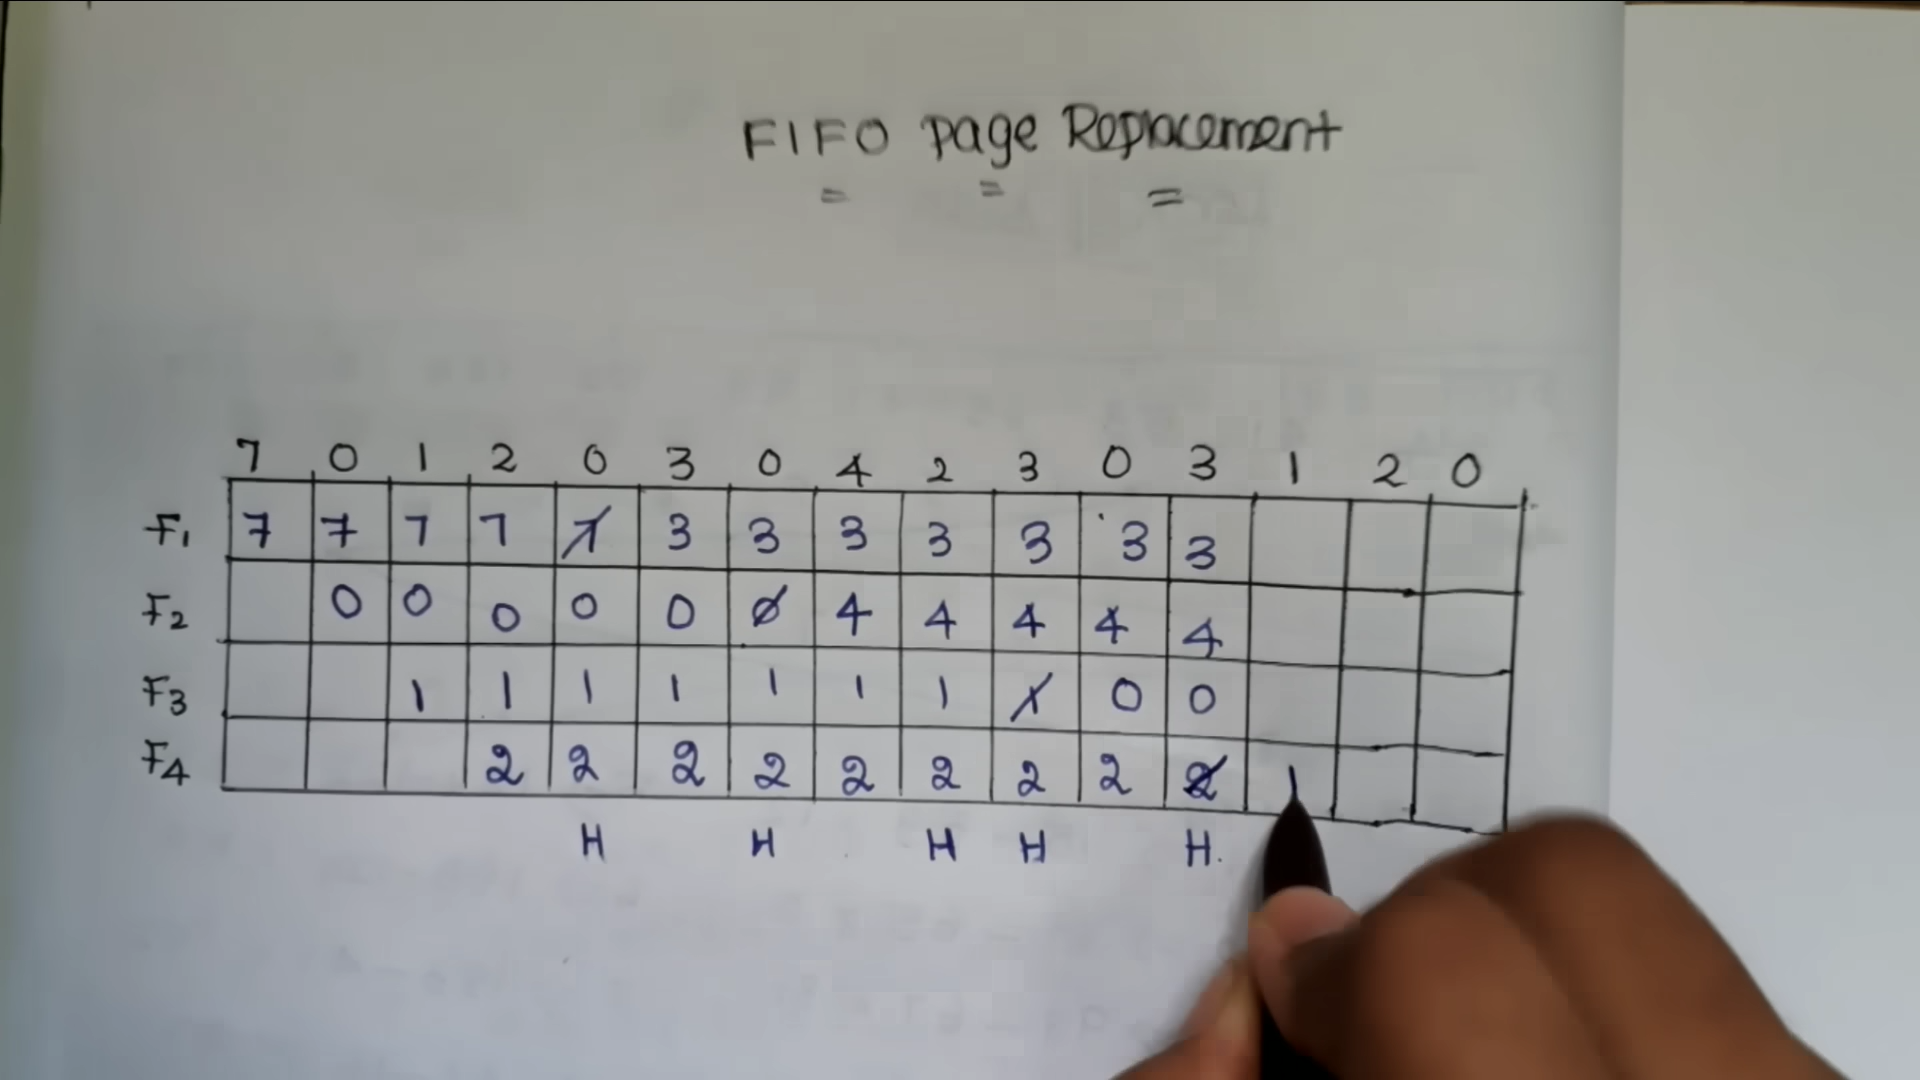 FIFO Page Replacement
7 0 1 2 0 3 0 4 2 3 0 3 1 2 0
F1 7 7 7 7 7 3 3 3 3 3 3 3
F2 0 0 0 0 0 0 4 4 4 4 4
F3 1 1 1 1 1 1 1 1 0 0
F4 2 2 2 2 2 2 2 2 2 1
H H H H H.